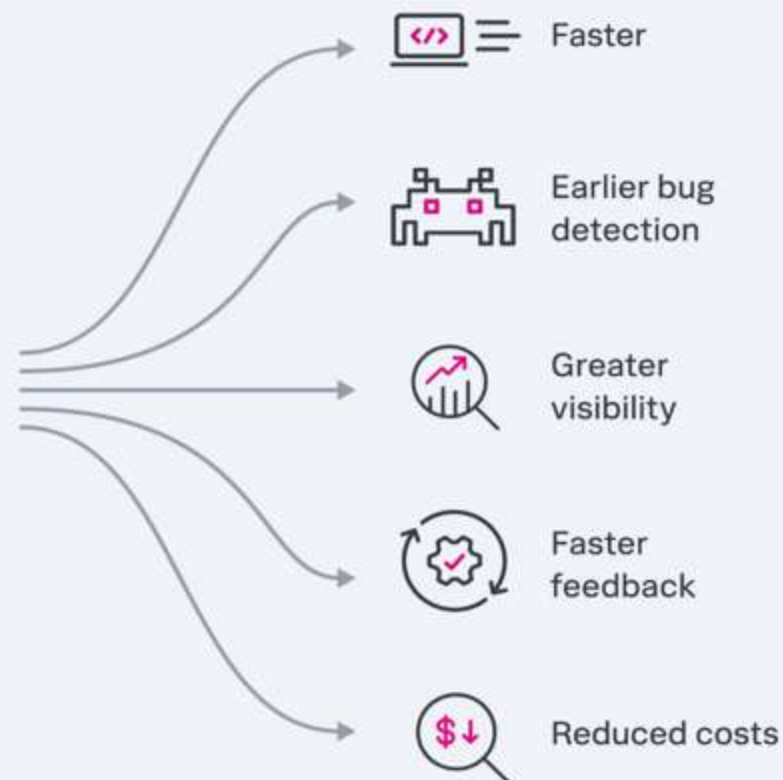 </>
Faster
Earlier bug
detection
Greater
visibility
Faster
feedback
$
Reduced costs